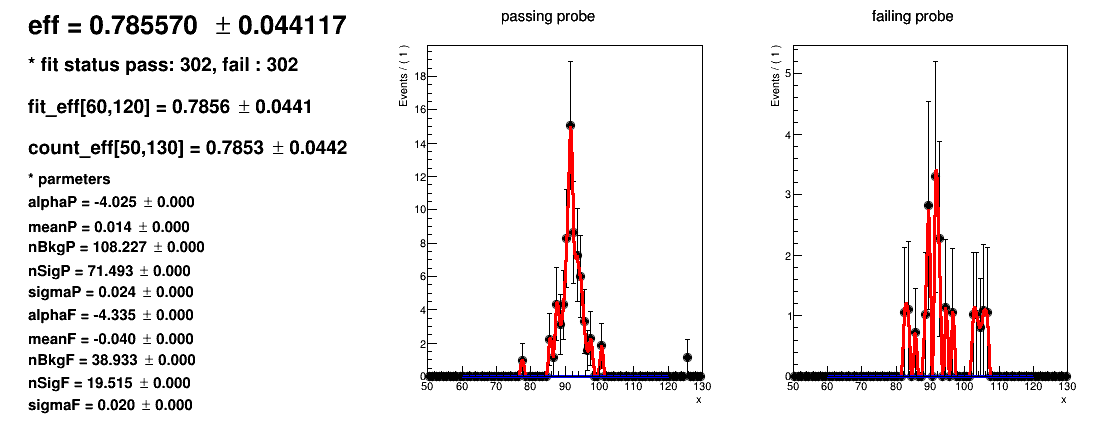 eff = 0.785570 ± 0.044117
* fit status pass: 302, fail : 302
fit_eff[60,120] = 0.7856 ± 0.0441
count_eff[50,130] = 0.7853 ± 0.0442
* parmeters
alphaP = -4.025 ± 0.000
meanP = 0.014 ± 0.000
nBkgP = 108.227 ± 0.000
nSigP = 71.493 ± 0.000
sigmaP = 0.024 ± 0.000
alphaF = -4.335 ± 0.000
meanF = -0.040 ± 0.000
nBkgF = 38.933 ± 0.000
nSigF = 19.515 ± 0.000
sigmaF = 0.020 ± 0.000
passing probe
Events / ( 1 )
18
16
14
12
10
8
6
4
2
0
50 60 70 80 90 100 110 120 130
x
failing probe
Events / ( 1 )
5
4
3
2
1
0
50 60 70 80 90 100 110 120 130
x